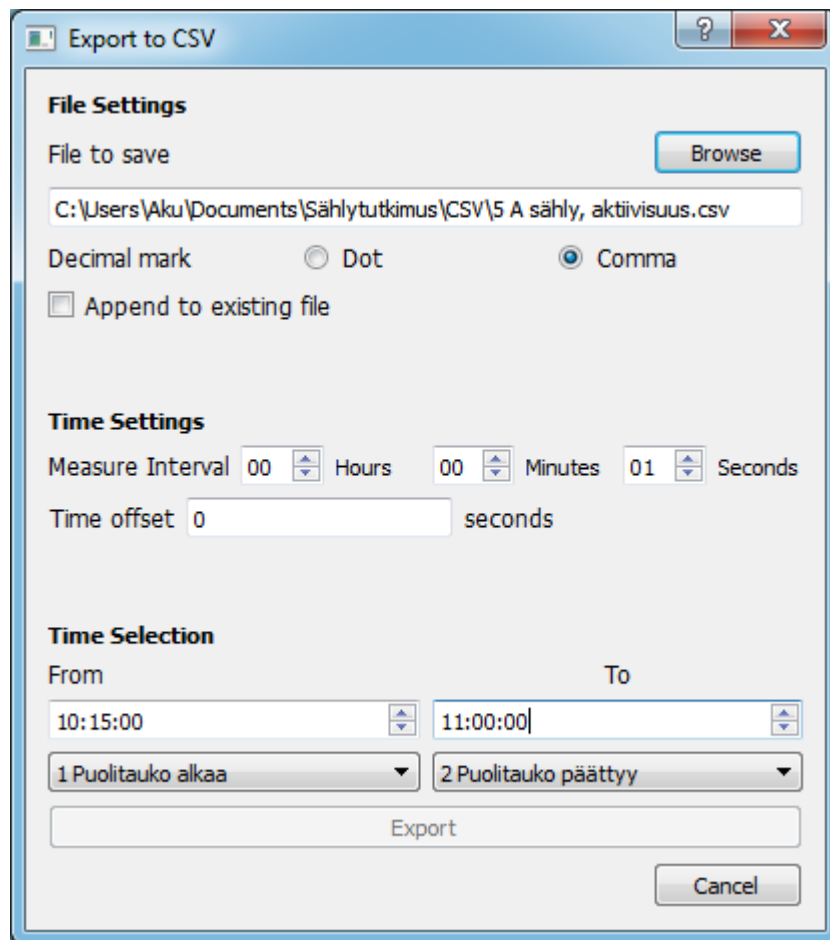 Export to CSV
File Settings
File to save Browse
C:\Users\Aku\Documents\Sählytutkimus\CSV\5 A sähly, aktiivisuus.csv
Decimal mark Dot Comma
Append to existing file
Time Settings
Measure Interval 00 Hours 00 Minutes 01 Seconds
Time offset 0 seconds
Time Selection
From To
10:15:00 11:00:00
1 Puolitauko alkaa 2 Puolitauko päättyy
Export
Cancel